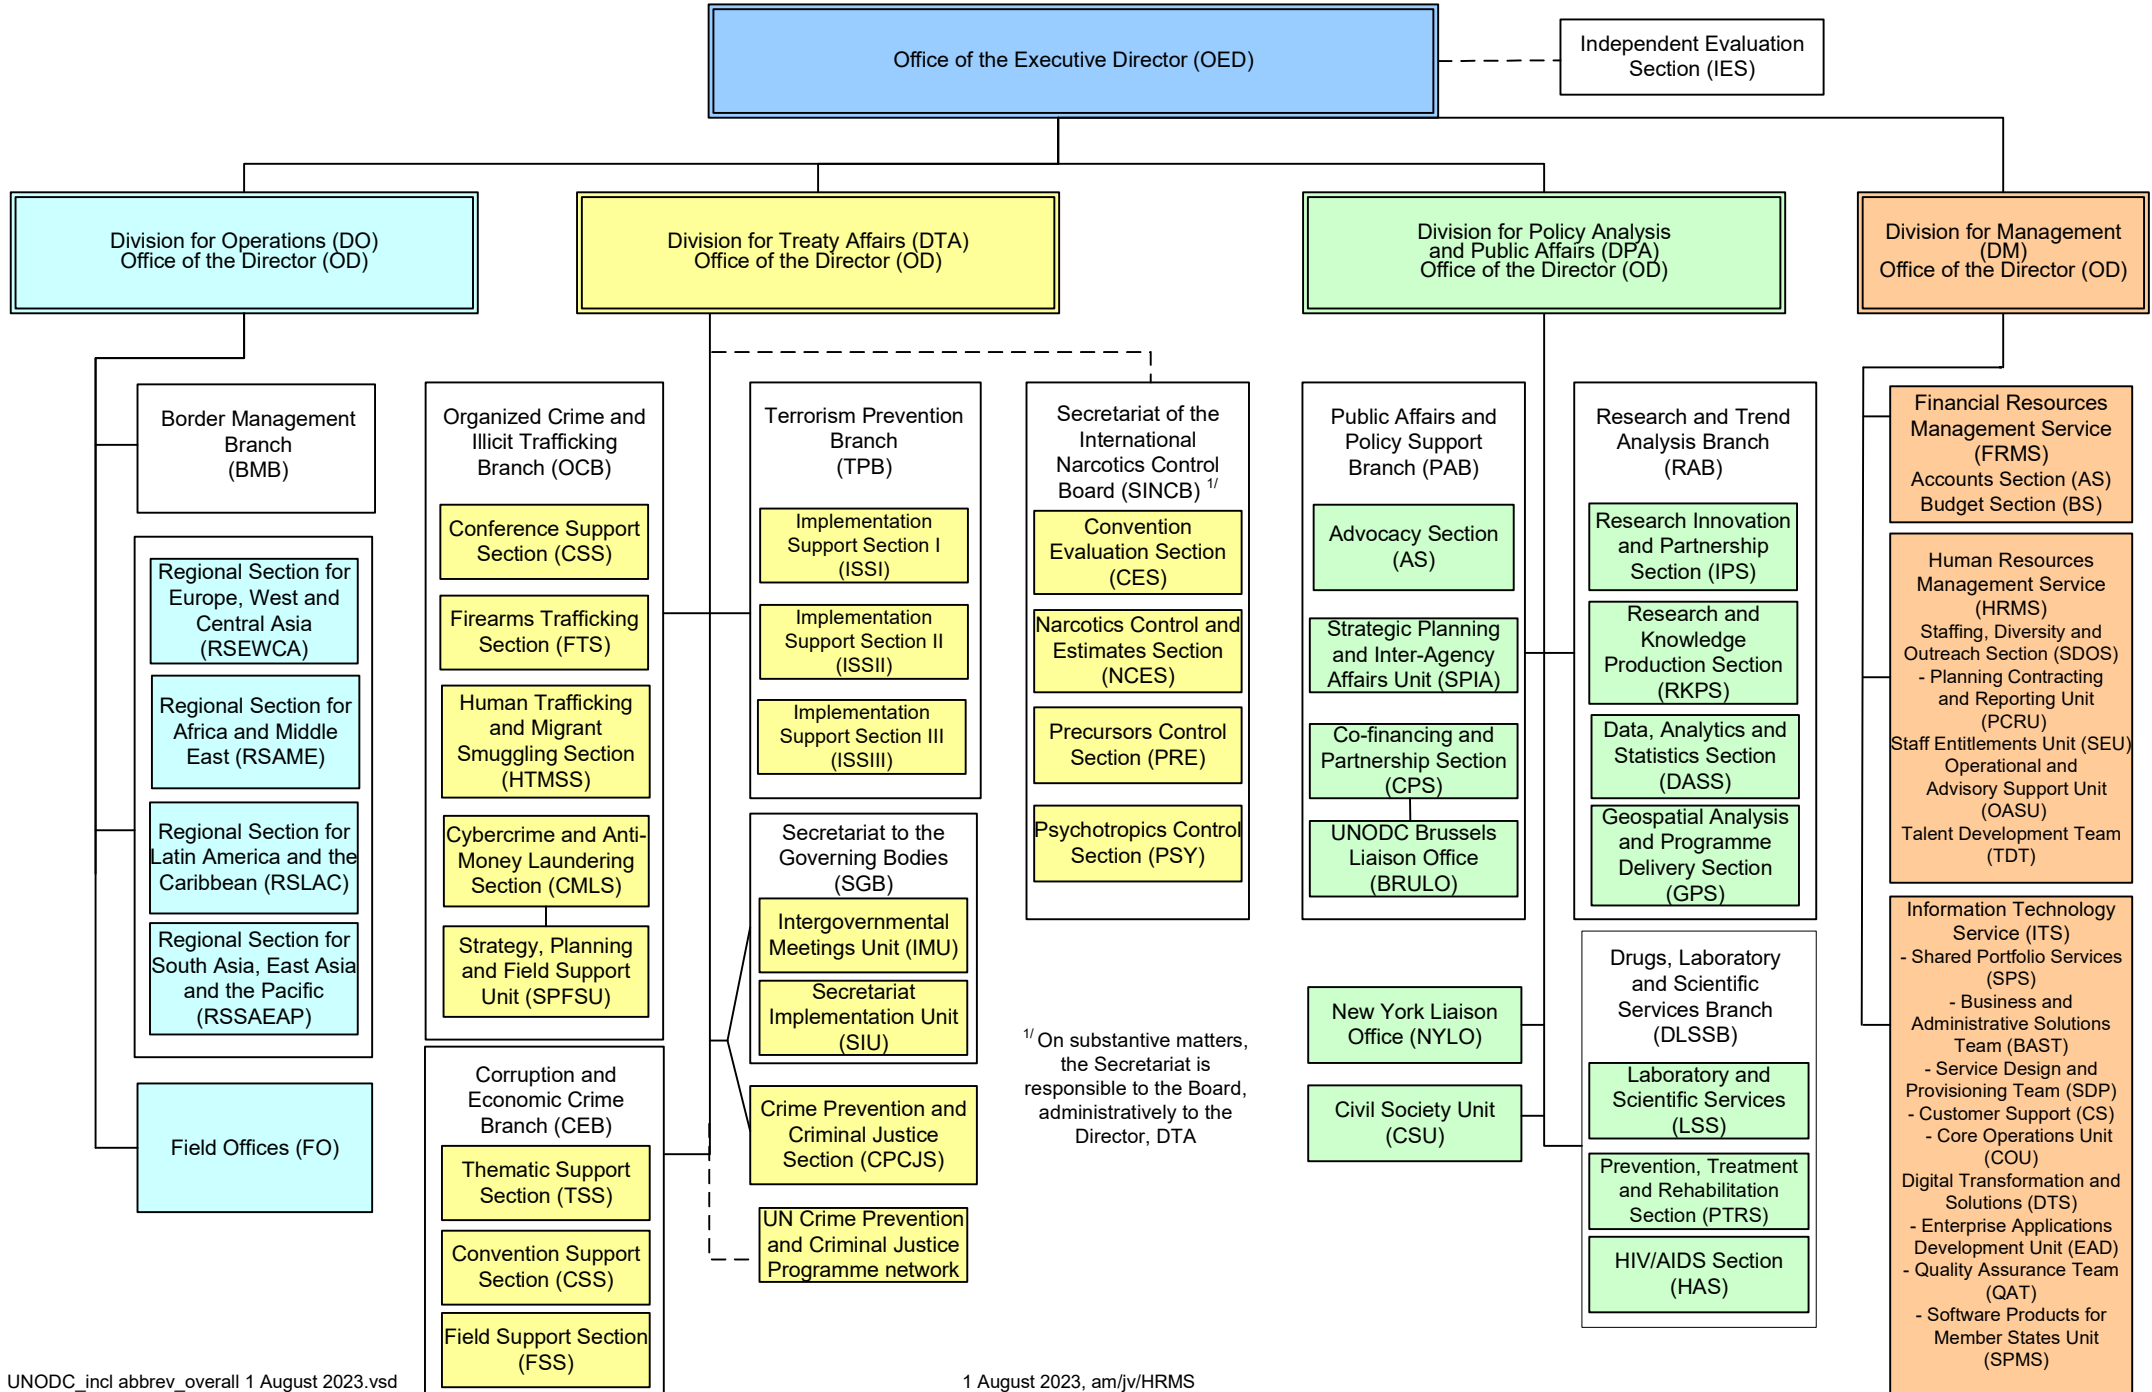 Office of the Executive Director (OED)
Independent Evaluation
Section (IES)
Division for Operations (DO)
Office of the Director (OD)
Division for Treaty Affairs (DTA)
Office of the Director (OD)
Division for Policy Analysis
and Public Affairs (DPA)
Office of the Director (OD)
Division for Management
(DM)
Office of the Director (OD)
Border Management
Branch
(BMB)
Regional Section for
Europe, West and
Central Asia
(RSEWCA)
Regional Section for
Africa and Middle
East (RSAME)
Regional Section for
Latin America and the
Caribbean (RSLAC)
Regional Section for
South Asia, East Asia
and the Pacific
(RSSAEAP)
Field Offices (FO)
Organized Crime and
Illicit Trafficking
Branch (OCB)
Conference Support
Section (CSS)
Firearms Trafficking
Section (FTS)
Human Trafficking
and Migrant
Smuggling Section
(HTMSS)
Cybercrime and Anti-
Money Laundering
Section (CMLS)
Strategy, Planning
and Field Support
Unit (SPFSU)
Corruption and
Economic Crime
Branch (CEB)
Thematic Support
Section (TSS)
Convention Support
Section (CSS)
Field Support Section
(FSS)
Terrorism Prevention
Branch
(TPB)
Implementation
Support Section I
(ISSI)
Implementation
Support Section II
(ISSII)
Implementation
Support Section III
(ISSIII)
Secretariat to the
Governing Bodies
(SGB)
Intergovernmental
Meetings Unit (IMU)
Secretariat
Implementation Unit
(SIU)
Crime Prevention and
Criminal Justice
Section (CPCJS)
UN Crime Prevention
and Criminal Justice
Programme network
Secretariat of the
International
Narcotics Control
Board (SINCB) 1/
Convention
Evaluation Section
(CES)
Narcotics Control and
Estimates Section
(NCES)
Precursors Control
Section (PRE)
Psychotropics Control
Section (PSY)
1/ On substantive matters,
the Secretariat is
responsible to the Board,
administratively to the
Director, DTA
Public Affairs and
Policy Support
Branch (PAB)
Advocacy Section
(AS)
Strategic Planning
and Inter-Agency
Affairs Unit (SPIA)
Co-financing and
Partnership Section
(CPS)
UNODC Brussels
Liaison Office
(BRULO)
New York Liaison
Office (NYLO)
Civil Society Unit
(CSU)
Research and Trend
Analysis Branch
(RAB)
Research Innovation
and Partnership
Section (IPS)
Research and
Knowledge
Production Section
(RKPS)
Data, Analytics and
Statistics Section
(DASS)
Geospatial Analysis
and Programme
Delivery Section
(GPS)
Drugs, Laboratory
and Scientific
Services Branch
(DLSSB)
Laboratory and
Scientific Services
(LSS)
Prevention, Treatment
and Rehabilitation
Section (PTRS)
HIV/AIDS Section
(HAS)
Financial Resources
Management Service
(FRMS)
Accounts Section (AS)
Budget Section (BS)
Human Resources
Management Service
(HRMS)
Staffing, Diversity and
Outreach Section (SDOS)
- Planning Contracting
and Reporting Unit
(PCRU)
Staff Entitlements Unit (SEU)
Operational and
Advisory Support Unit
(OASU)
Talent Development Team
(TDT)
Information Technology
Service (ITS)
- Shared Portfolio Services
(SPS)
- Business and
Administrative Solutions
Team (BAST)
- Service Design and
Provisioning Team (SDP)
- Customer Support (CS)
- Core Operations Unit
(COU)
Digital Transformation and
Solutions (DTS)
- Enterprise Applications
Development Unit (EAD)
- Quality Assurance Team
(QAT)
- Software Products for
Member States Unit
(SPMS)
UNODC_incl abbrev_overall 1 August 2023.vsd
1 August 2023, am/jv/HRMS